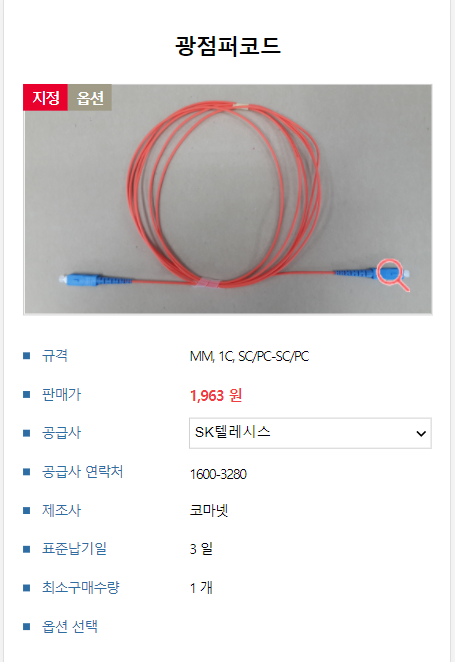 광점퍼코드
지정 옵션
규격 MM, 1C, SC/PC-SC/PC
판매가 1,963 원
공급사 SK텔레시스
공급사 연락처 1600-3280
제조사 코마넷
표준납기일 3 일
최소구매수량 1 개
옵션 선택